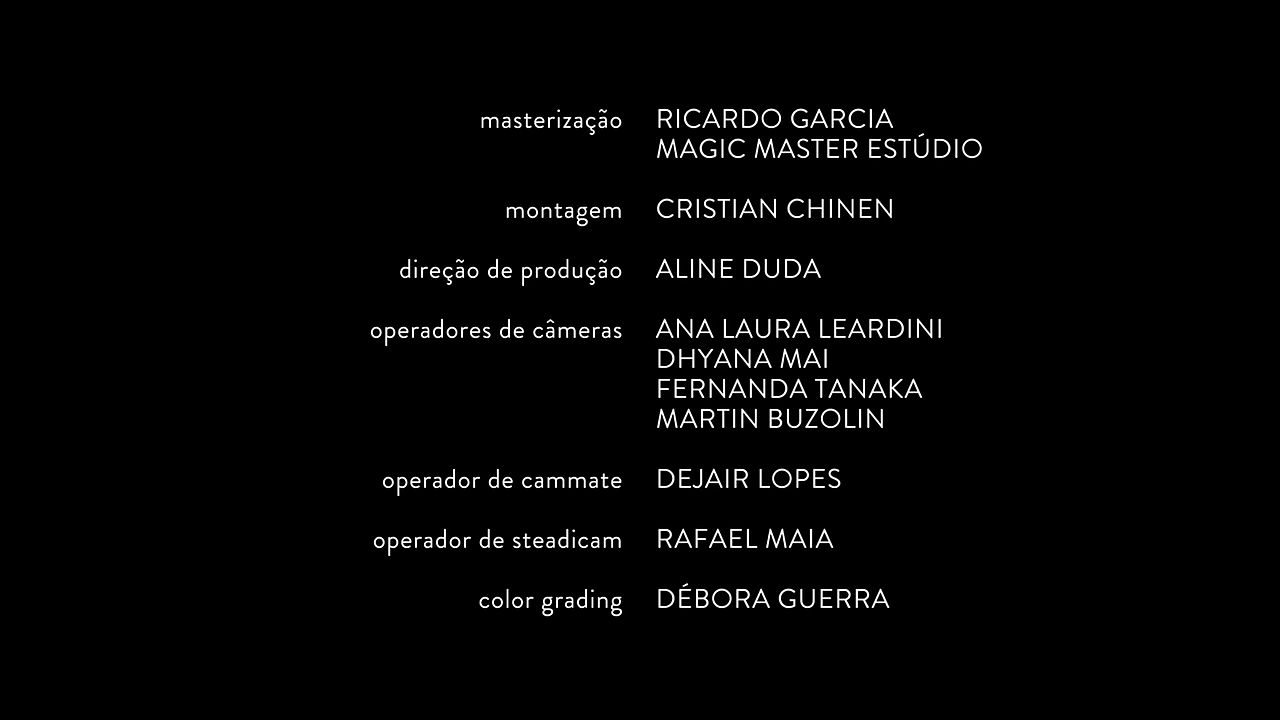 masterização RICARDO GARCIA
MAGIC MASTER ESTÚDIO
montagem CRISTIAN CHINEN
direção de produção ALINE DUDA
operadores de câmeras ANA LAURA LEARDINI
DHYANA MAI
FERNANDA TANAKA
MARTIN BUZOLIN
operador de cammate DEJAIR LOPES
operador de steadicam RAFAEL MAIA
color grading DÉBORA GUERRA